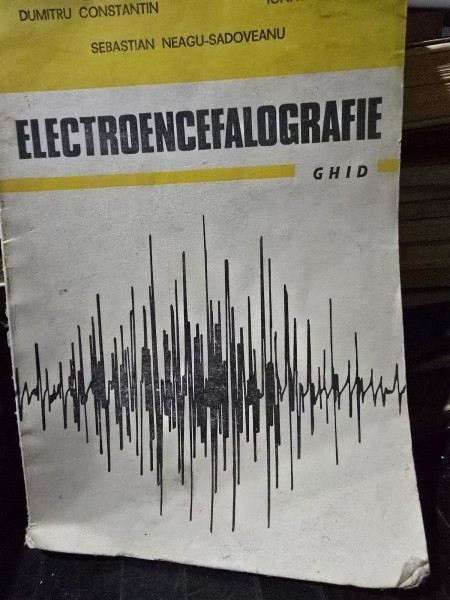 DUMITRU CONSTANTIN
SEBASTIAN NEAGU-SADOVEANU
ELECTROENCEFALOGRAFIE
GHID